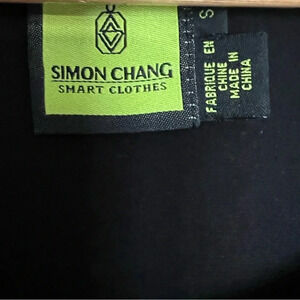 SIMON CHANG
SMART CLOTHES
S
FABRIQUE EN
CHINE
MADE IN
CHINA